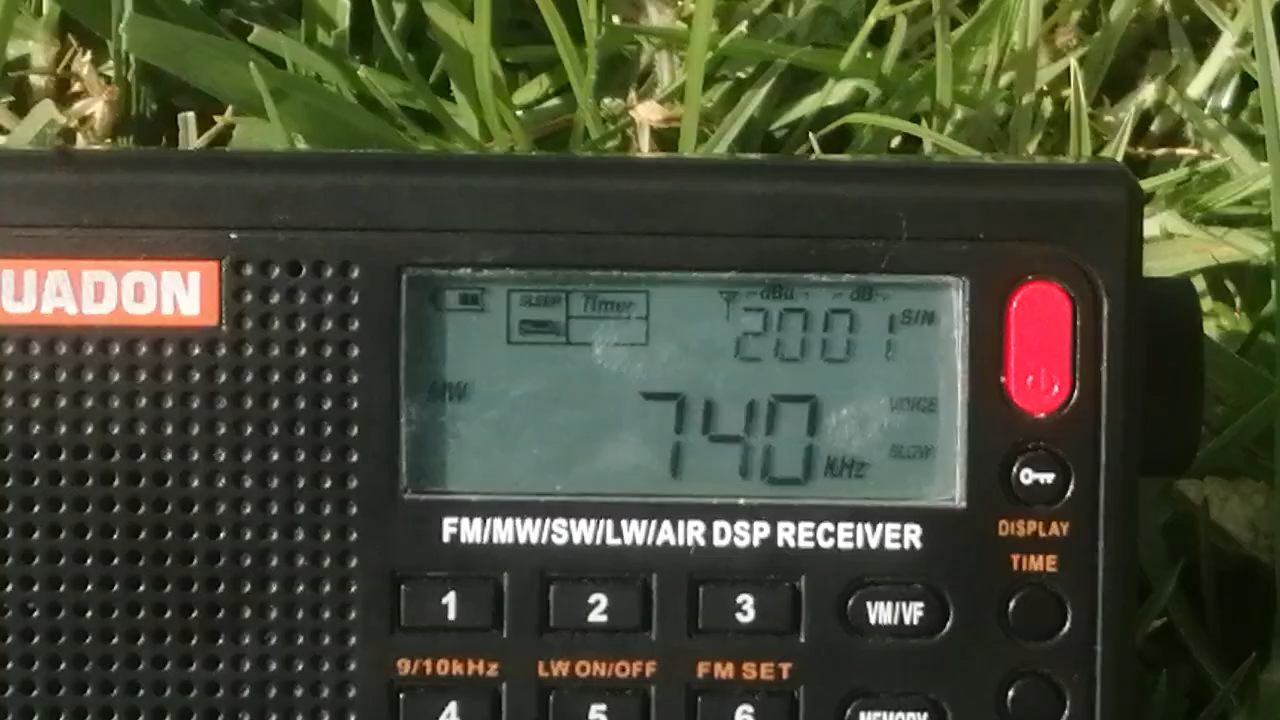 UADON
SLEEP Timer
dBu dB
2001 S/N
MW
740 KHz
VOICE
SLOW
FM/MW/SW/LW/AIR DSP RECEIVER
DISPLAY
TIME
1 2 3 VM/VF
9/10kHz LW ON/OFF FM SET
4 5 6 MEMORY